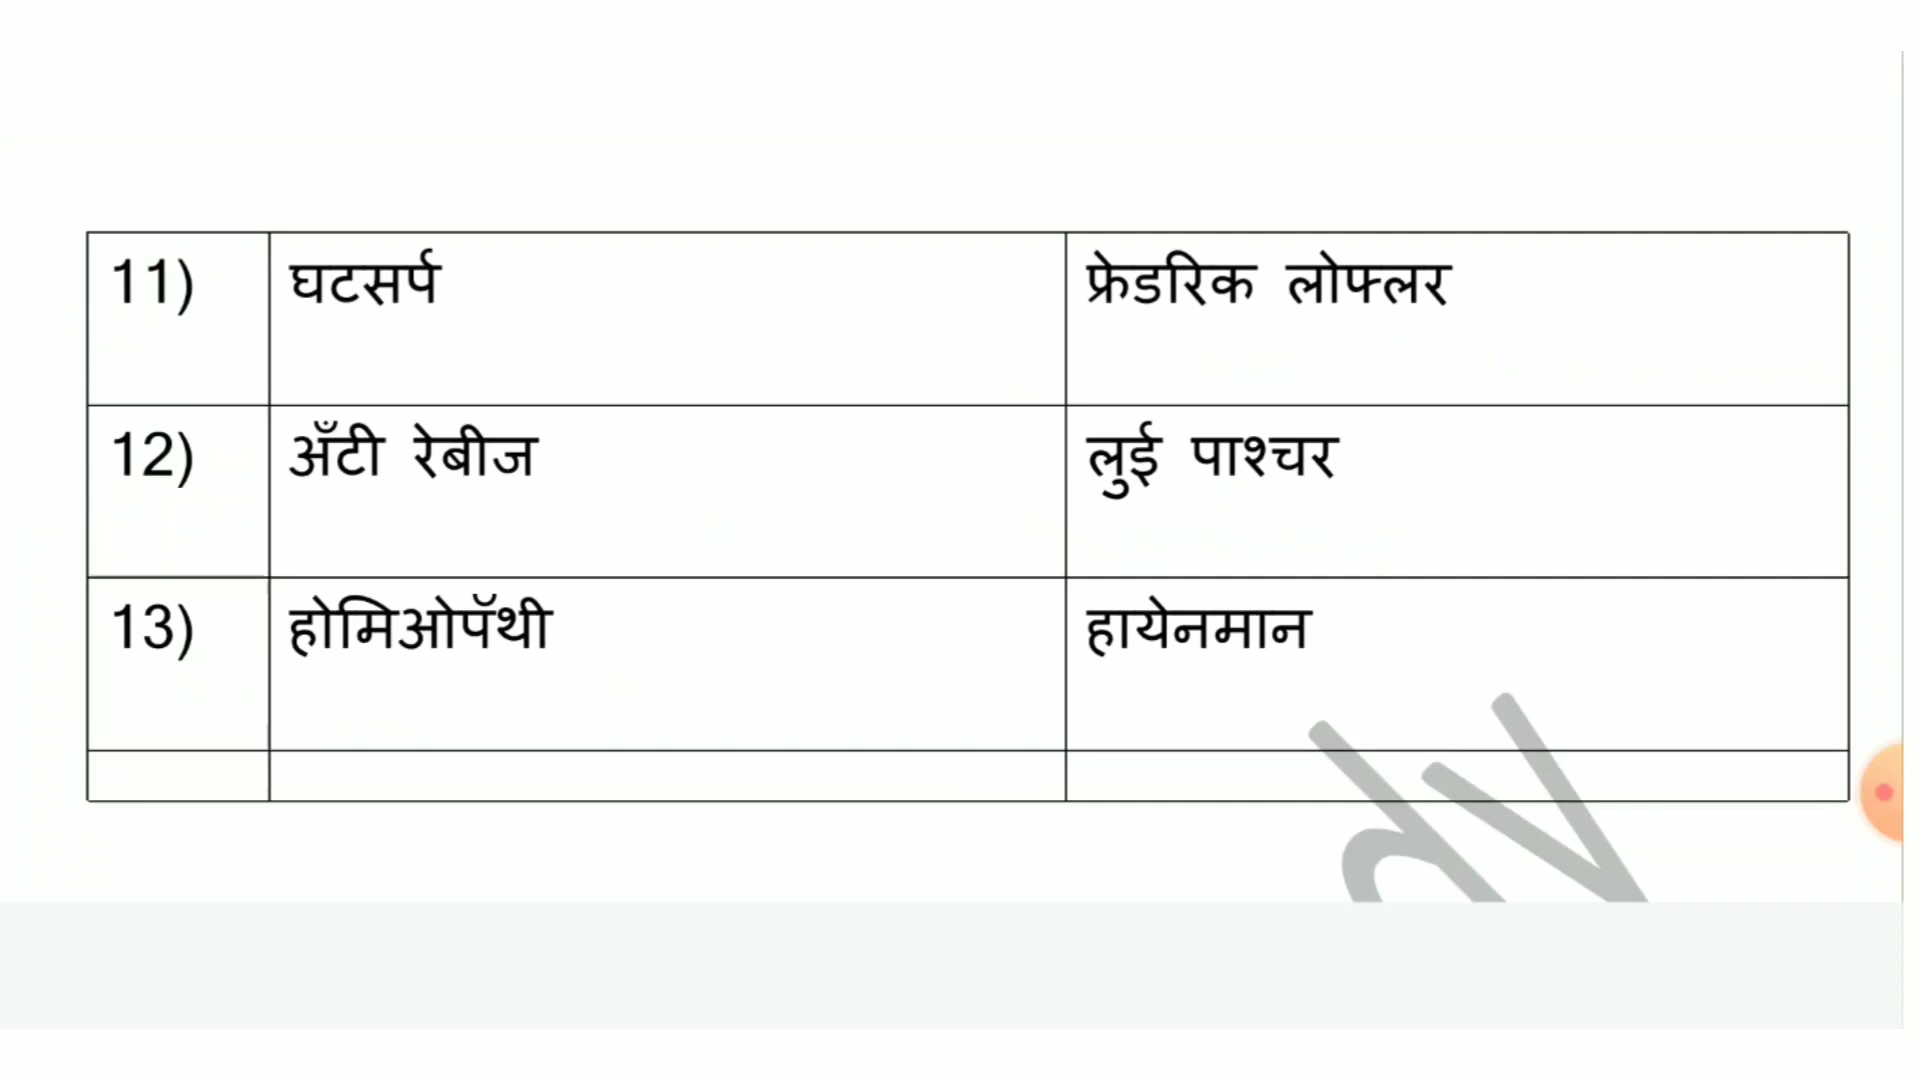 11) घटसर्प फ्रेडरिक लोफ्लर
12) अँटी रेबीज लुई पाश्चर
13) होमिओपॅथी हायेनमान